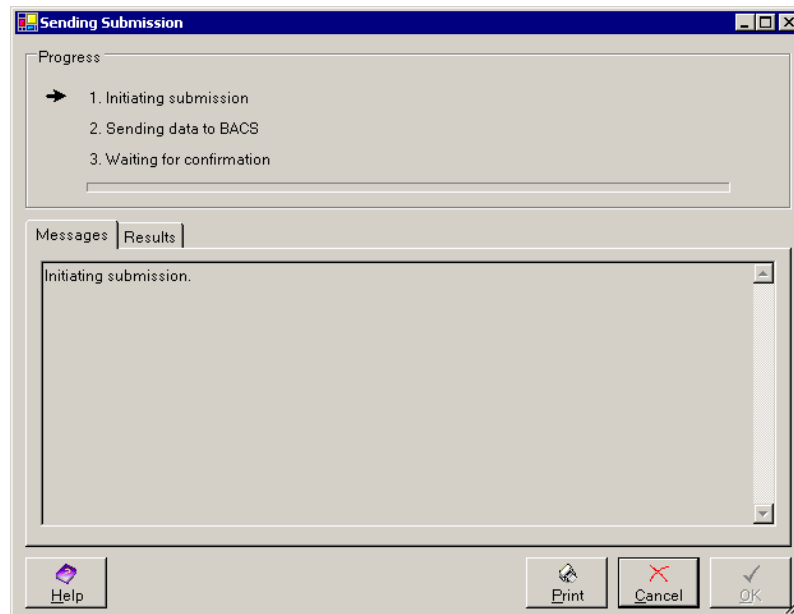 Sending Submission
Progress
1. Initiating submission
2. Sending data to BACS
3. Waiting for confirmation
Messages Results
Initiating submission.
Help Print Cancel OK